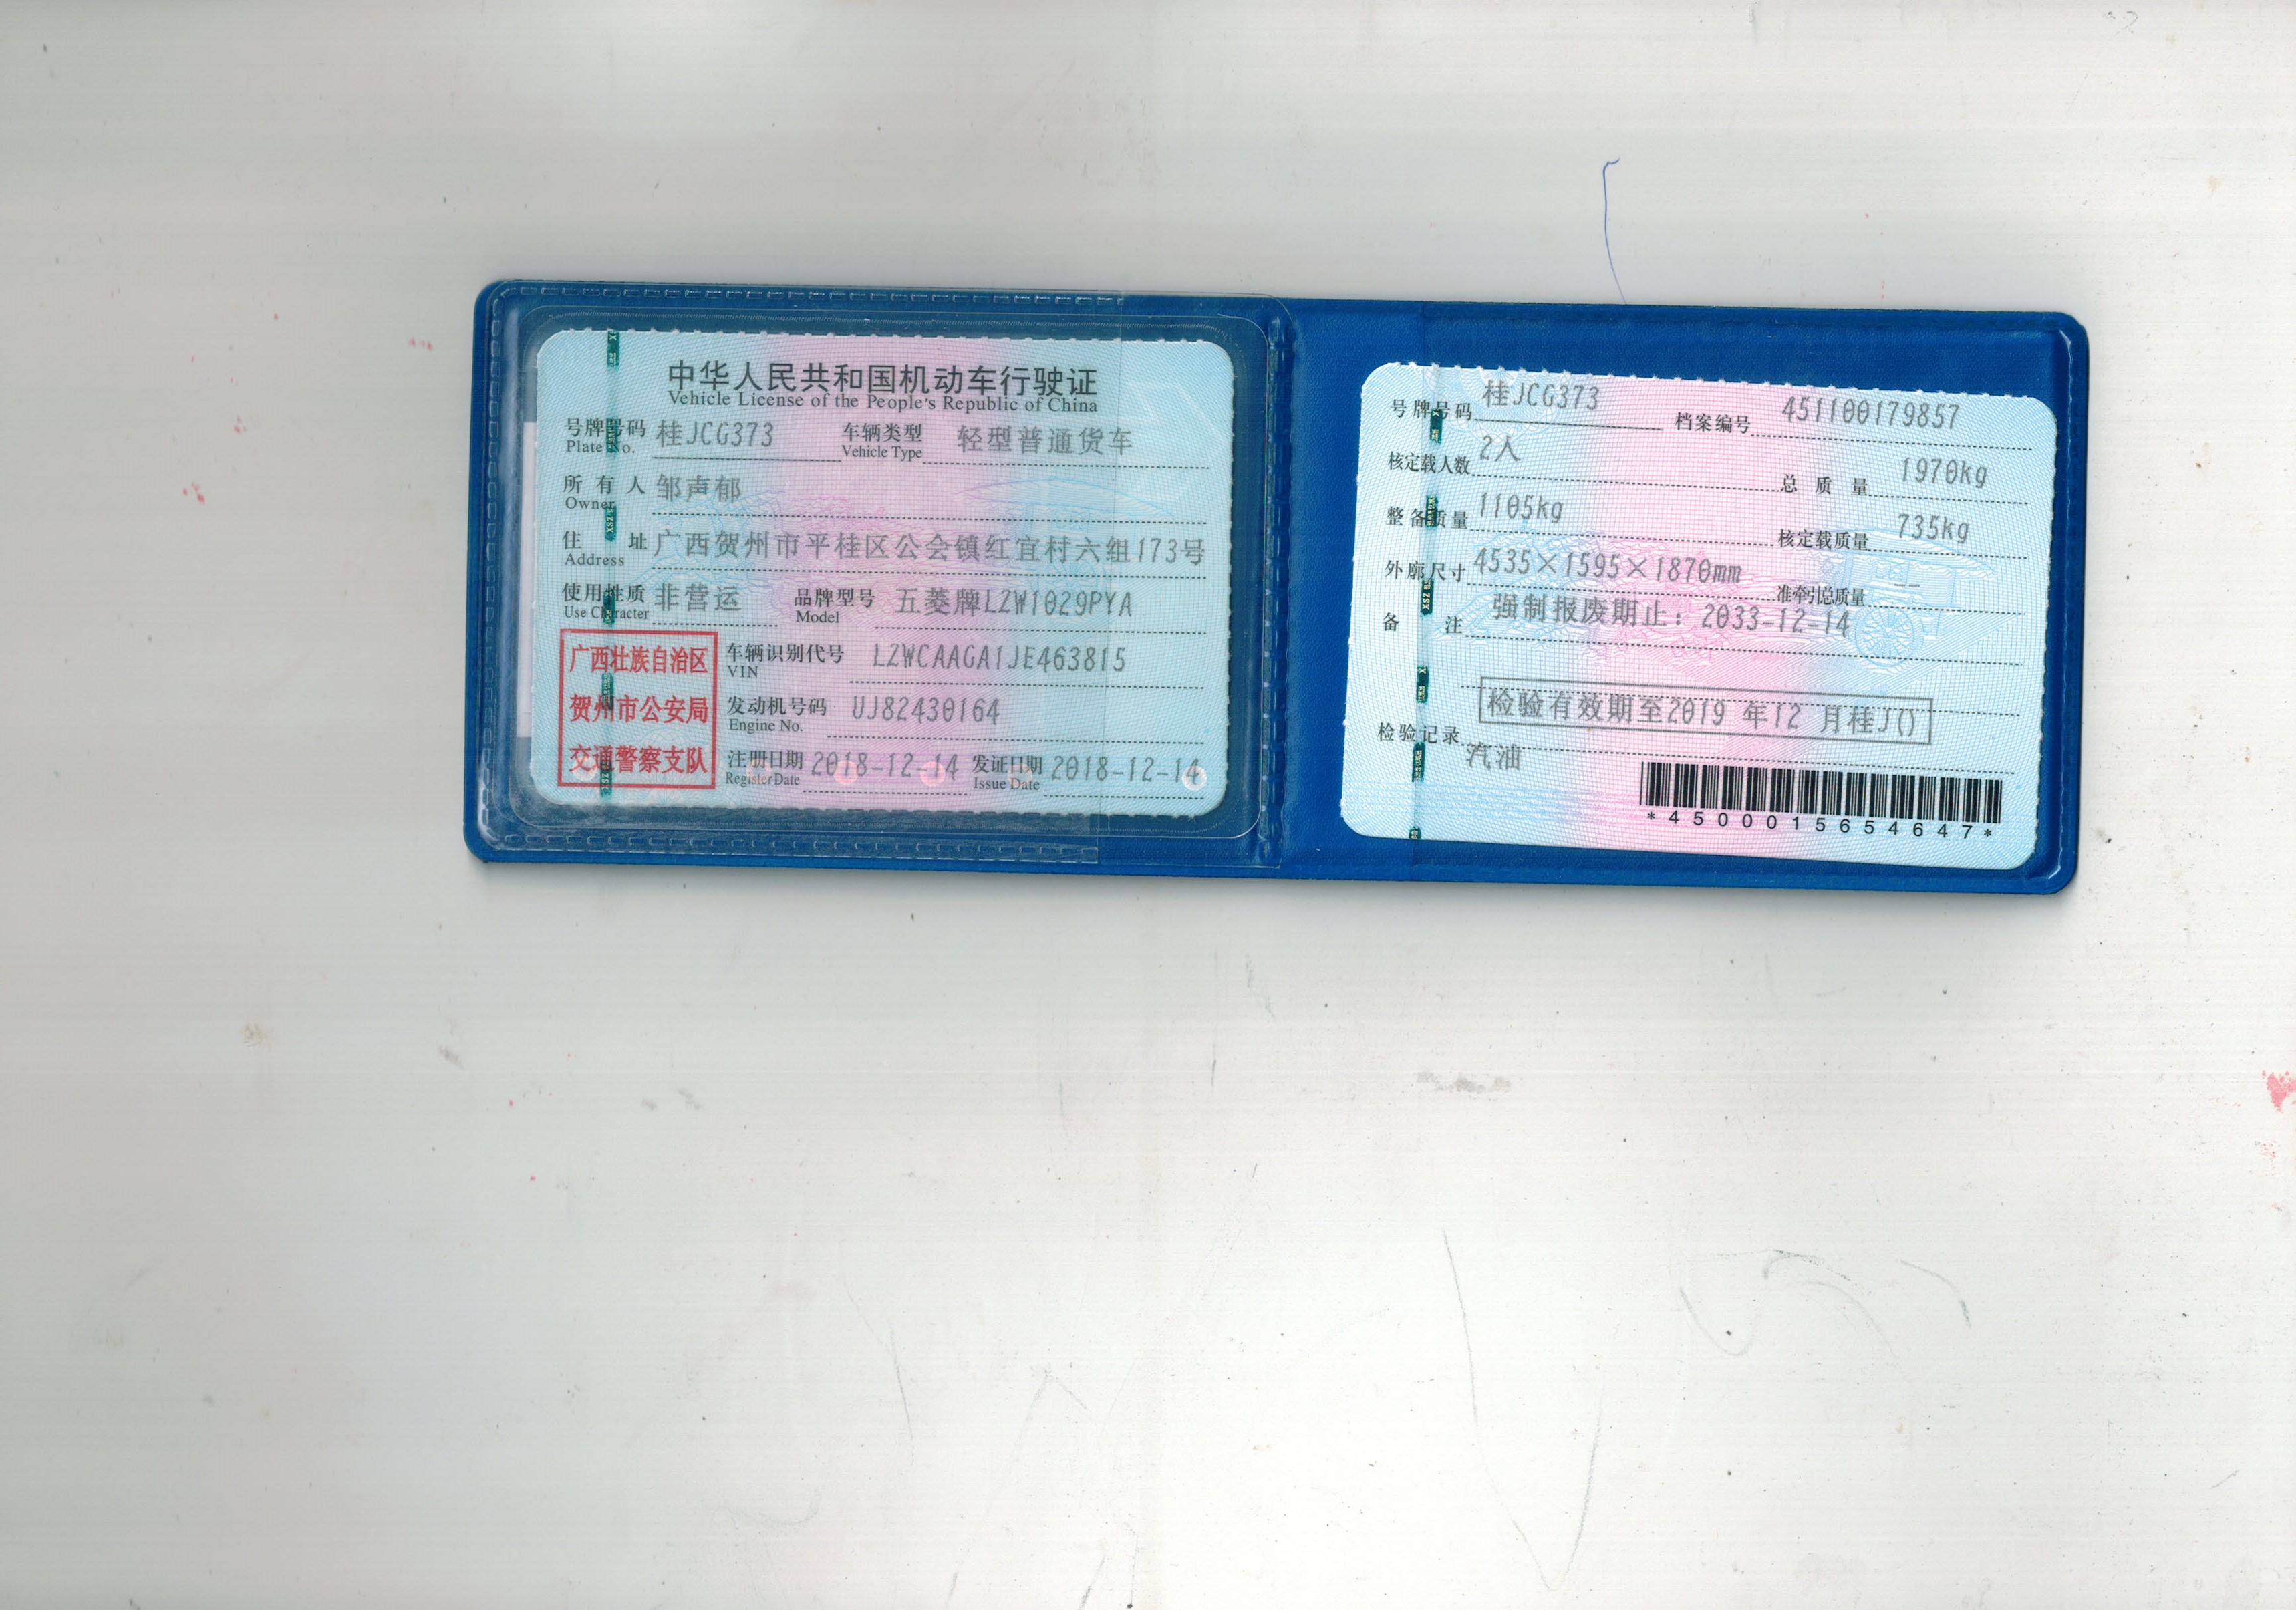 中华人民共和国机动车行驶证
Vehicle License of the People's Republic of China
号牌号码 桂JCG373 车辆类型 轻型普通货车
Plate No. Vehicle Type
所有人 邹声郁
Owner
住址 广西贺州市平桂区公会镇红宜村六组173号
Address
使用性质 非营运 品牌型号 五菱牌LZW1029PYA
Use Character Model
广西壮族自治区
贺州市公安局
交通警察支队
车辆识别代号 LZWCAAGA1JE463815
VIN
发动机号码 UJ82430164
Engine No.
注册日期 2018-12-14 发证日期 2018-12-14
Register Date Issue Date
号牌号码 桂JCG373 档案编号 451100179857
核定载人数 2人 总质量 1970kg
整备质量 1105kg 核定载质量 735kg
外廓尺寸 4535×1595×1870mm 准牵引总质量 --
备注 强制报废期止：2033-12-14
检验有效期至2019 年12 月桂J()
检验记录
汽油
*4500015654647*